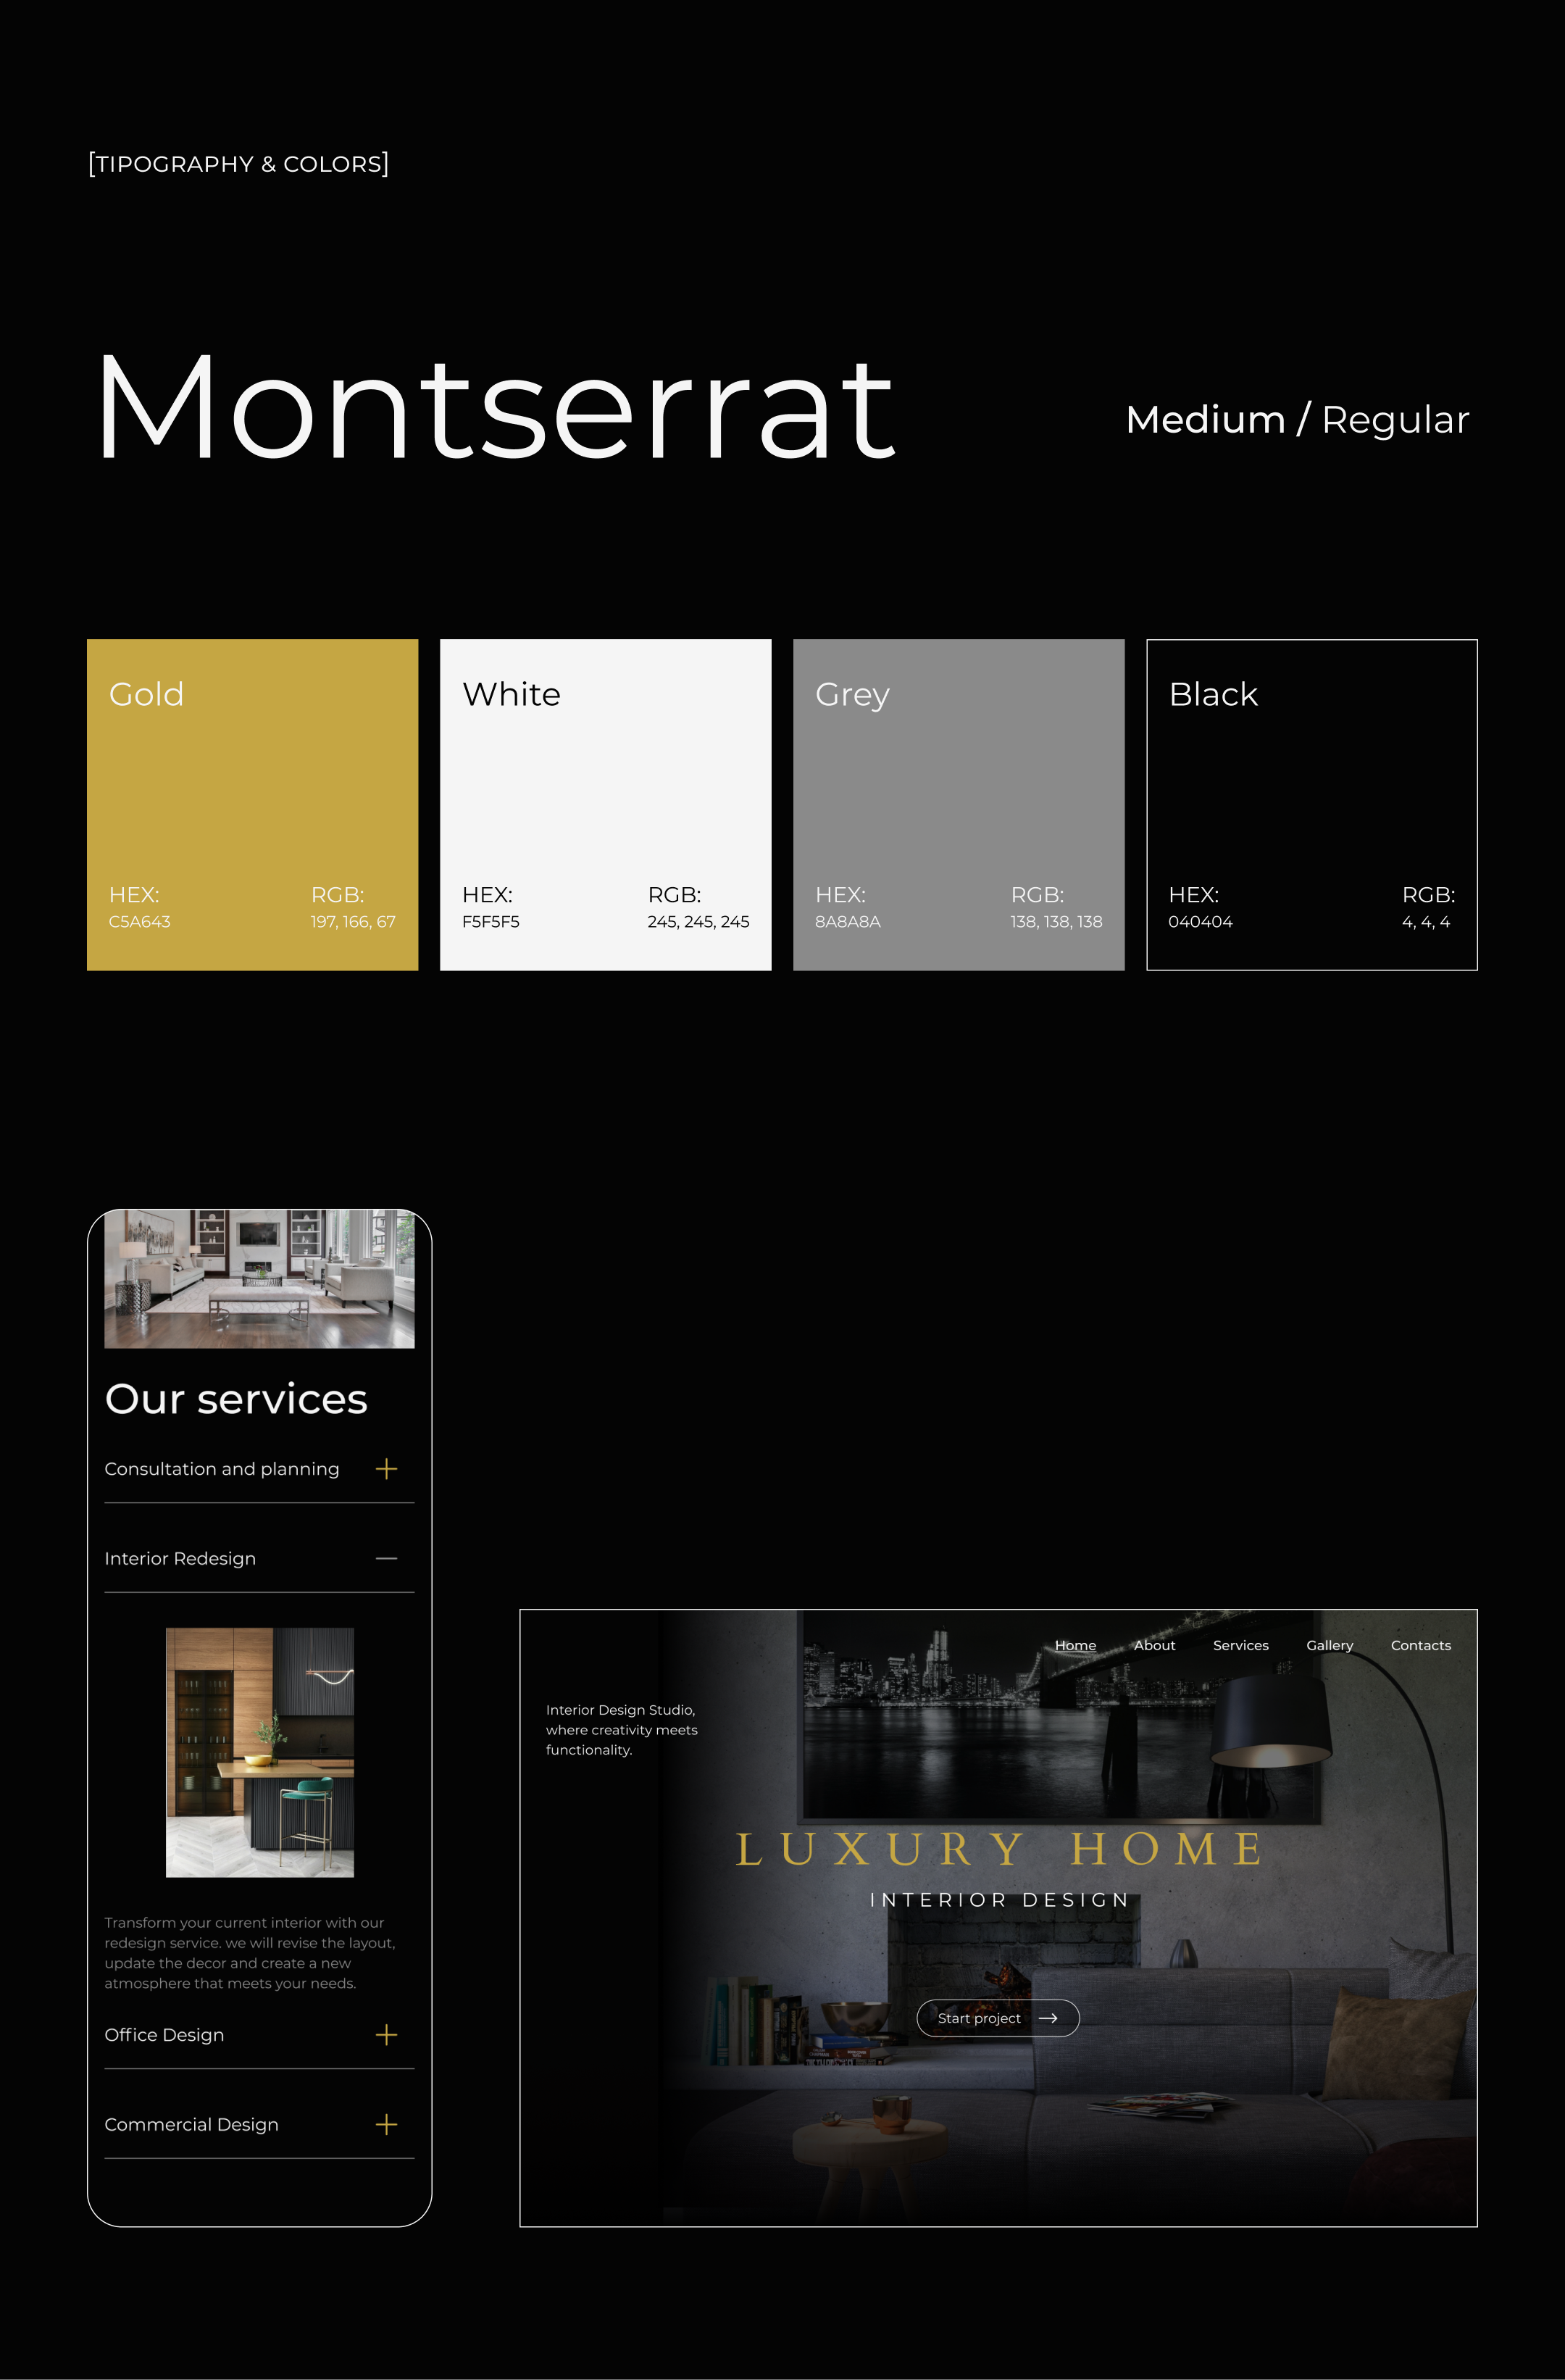 [TIPOGRAPHY & COLORS]
Montserrat
Medium / Regular
Gold
HEX:
C5A643
RGB:
197, 166, 67
White
HEX:
F5F5F5
RGB:
245, 245, 245
Grey
HEX:
8A8A8A
RGB:
138, 138, 138
Black
HEX:
040404
RGB:
4, 4, 4
Our services
Consultation and planning
Interior Redesign
Transform your current interior with our
redesign service. we will revise the layout,
update the decor and create a new
atmosphere that meets your needs.
Office Design
Commercial Design
Home About Services Gallery Contacts
Interior Design Studio,
where creativity meets
functionality.
LUXURY HOME
INTERIOR DESIGN
Start project